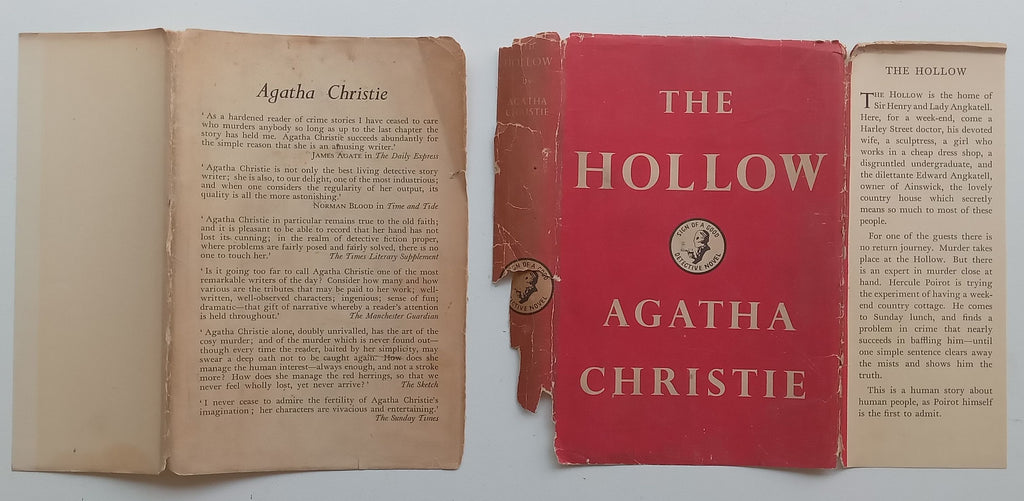 Agatha Christie
' As a hardened reader of crime stories I have ceased to care
who murders anybody so long as up to the last chapter the
story has held me. Agatha Christie succeeds abundantly for
the simple reason that she is an amusing writer.'
JAMES AGATE in The Daily Express
' Agatha Christie is not only the best living detective story
writer; she is also, to our delight, one of the most industrious;
and when one considers the regularity of her output, its
quality is all the more astonishing.'
NORMAN BLOOD in Time and Tide
' Agatha Christie in particular remains true to the old faith;
and it is pleasant to be able to record that her hand has not
lost its cunning; in the realm of detective fiction proper,
where problems are fairly posed and fairly solved, there is no
one to touch her.' The Times Literary Supplement
' Is it going too far to call Agatha Christie one of the most
remarkable writers of the day? Consider how many and how
various are the tributes that may be paid to her work; well-
written, well-observed characters; ingenious; sense of fun;
dramatic—that gift of narrative whereby a reader's attention
is held throughout.' The Manchester Guardian
' Agatha Christie alone, doubly unrivalled, has the art of the
cosy murder; and of the murder which is never found out—
though every time the reader, baited by her simplicity, may
swear a deep oath not to be caught again. How does she
manage the human interest—always enough, and not a stroke
more? How does she manage the red herrings, so that we
never feel wholly lost, yet never arrive?' The Sketch
' I never cease to admire the fertility of Agatha Christie's
imagination; her characters are vivacious and entertaining.'
The Sunday Times
HOLLOW
by
AGATHA
CHRISTIE
SIGN OF A GOOD
DETECTIVE NOVEL
THE
HOLLOW
SIGN OF A GOOD
DETECTIVE NOVEL
AGATHA
CHRISTIE
THE HOLLOW
THE HOLLOW is the home of
Sir Henry and Lady Angkatell.
Here, for a week-end, come a
Harley Street doctor, his devoted
wife, a sculptress, a girl who
works in a cheap dress shop, a
disgruntled undergraduate, and
the dilettante Edward Angkatell,
owner of Ainswick, the lovely
country house which secretly
means so much to most of these
people.
For one of the guests there is
no return journey. Murder takes
place at the Hollow. But there
is an expert in murder close at
hand. Hercule Poirot is trying
the experiment of having a week-
end country cottage. He comes
to Sunday lunch, and finds a
problem in crime that nearly
succeeds in baffling him—until
one simple sentence clears away
the mists and shows him the
truth.
This is a human story about
human people, as Poirot himself
is the first to admit.